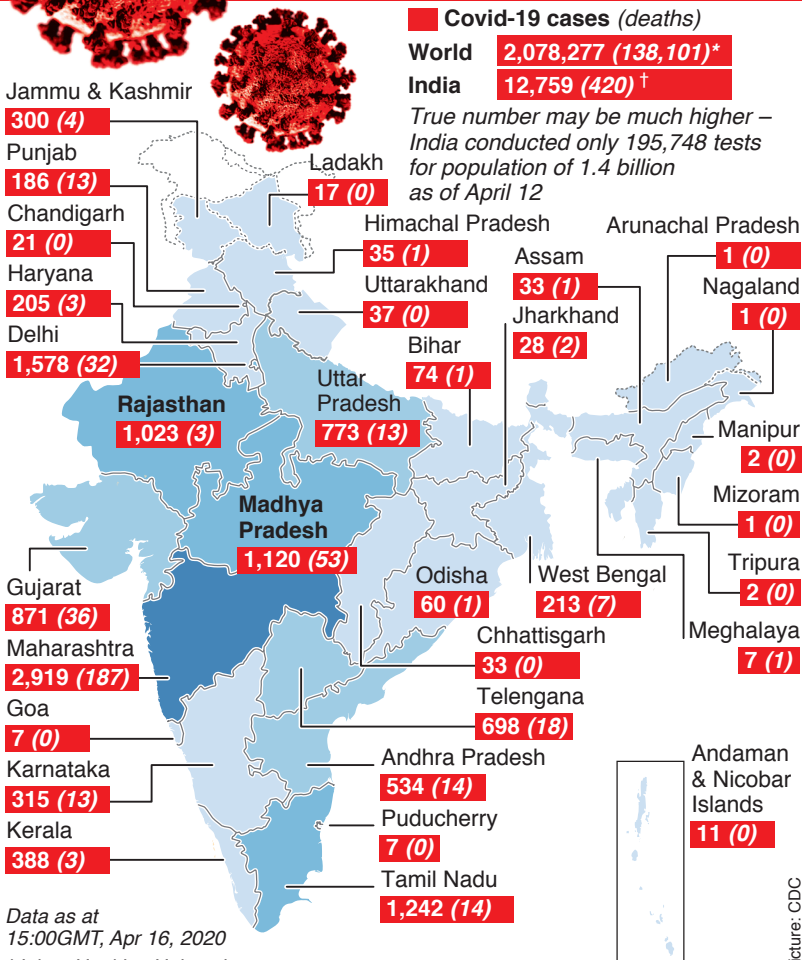 Covid-19 cases (deaths)
World 2,078,277 (138,101)*
India 12,759 (420) †
True number may be much higher –
India conducted only 195,748 tests
for population of 1.4 billion
as of April 12
Jammu & Kashmir
300 (4)
Punjab
186 (13)
Chandigarh
21 (0)
Haryana
205 (3)
Delhi
1,578 (32)
Ladakh
17 (0)
Himachal Pradesh
35 (1)
Uttarakhand
37 (0)
Bihar
74 (1)
Assam
33 (1)
Jharkhand
28 (2)
Arunachal Pradesh
1 (0)
Nagaland
1 (0)
Manipur
2 (0)
Mizoram
1 (0)
Tripura
2 (0)
Meghalaya
7 (1)
Rajasthan
1,023 (3)
Uttar
Pradesh
773 (13)
Madhya
Pradesh
1,120 (53)
Gujarat
871 (36)
Maharashtra
2,919 (187)
Goa
7 (0)
Karnataka
315 (13)
Kerala
388 (3)
Odisha
60 (1)
West Bengal
213 (7)
Chhattisgarh
33 (0)
Telengana
698 (18)
Andhra Pradesh
534 (14)
Puducherry
7 (0)
Tamil Nadu
1,242 (14)
Andaman
& Nicobar
Islands
11 (0)
Data as at
15:00GMT, Apr 16, 2020
icture: CDC